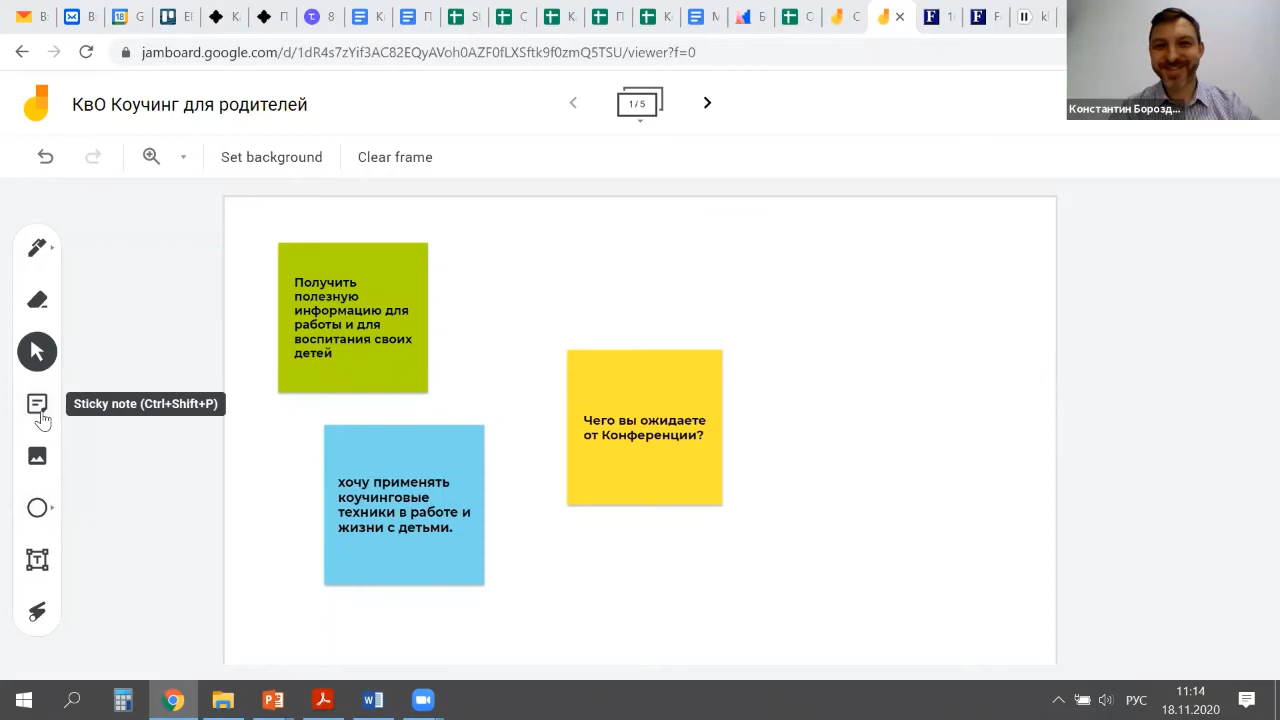 jamboard.google.com/d/1dR4s7zYif3AC82EQyAVoh0AZF0fLXSftk9f0zmQ5TSU/viewer?f=0
Константин Борозд...
КвО Коучинг для родителей
1 / 5
Set background
Clear frame
Получить
полезную
информацию для
работы и для
воспитания своих
детей
Sticky note (Ctrl+Shift+P)
Чего вы ожидаете
от Конференции?
хочу применять
коучинговые
техники в работе и
жизни с детьми.
РУС
11:14
18.11.2020